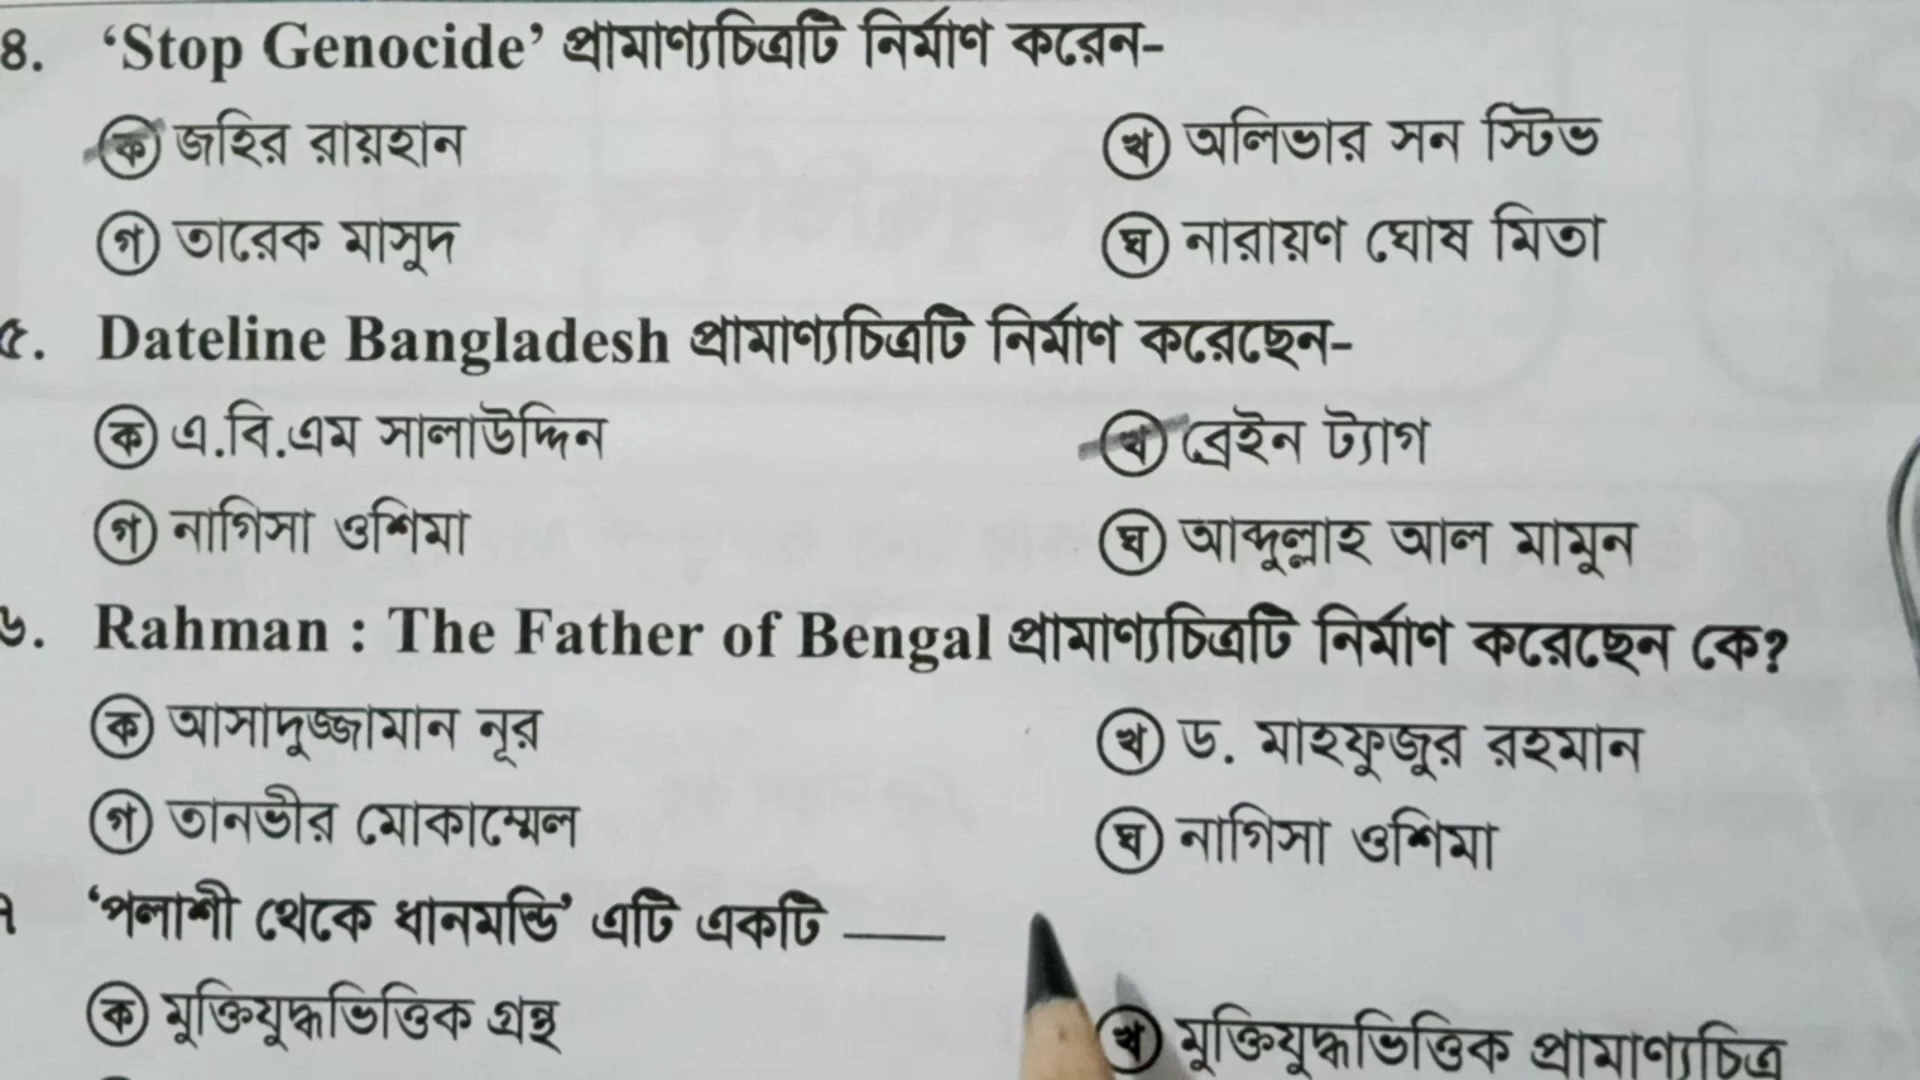 ৪. ‘Stop Genocide’ প্রামাণ্যচিত্রটি নির্মাণ করেন-
ক জহির রায়হান
খ অলিভার সন স্টিভ
গ তারেক মাসুদ
ঘ নারায়ণ ঘোষ মিতা
৫. Dateline Bangladesh প্রামাণ্যচিত্রটি নির্মাণ করেছেন-
ক এ.বি.এম সালাউদ্দিন
খ ব্রেইন ট্যাগ
গ নাগিসা ওশিমা
ঘ আব্দুল্লাহ আল মামুন
৬. Rahman : The Father of Bengal প্রামাণ্যচিত্রটি নির্মাণ করেছেন কে?
ক আসাদুজ্জামান নূর
খ ড. মাহফুজুর রহমান
গ তানভীর মোকাম্মেল
ঘ নাগিসা ওশিমা
৭ ‘পলাশী থেকে ধানমন্ডি’ এটি একটি ____
ক মুক্তিযুদ্ধভিত্তিক গ্রন্থ
খ মুক্তিযুদ্ধভিত্তিক প্রামাণ্যচিত্র